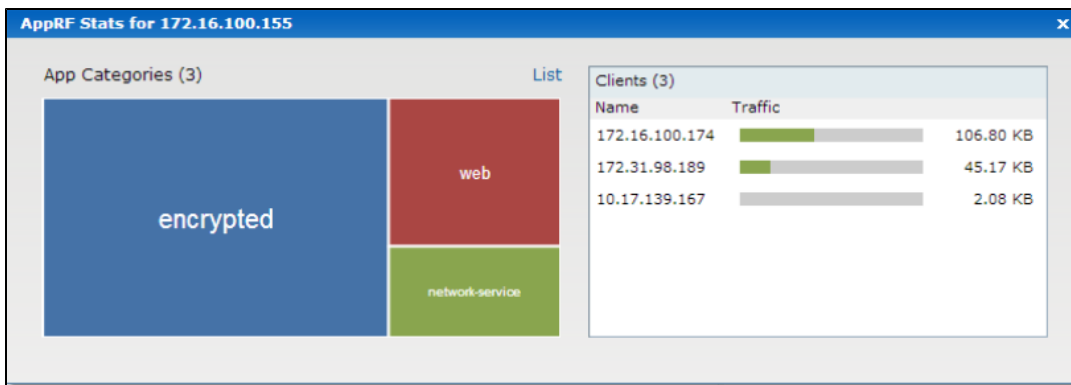 AppRF Stats for 172.16.100.155 x
App Categories (3) List
encrypted
web
network-service
Clients (3)
Name Traffic
172.16.100.174 106.80 KB
172.31.98.189 45.17 KB
10.17.139.167 2.08 KB